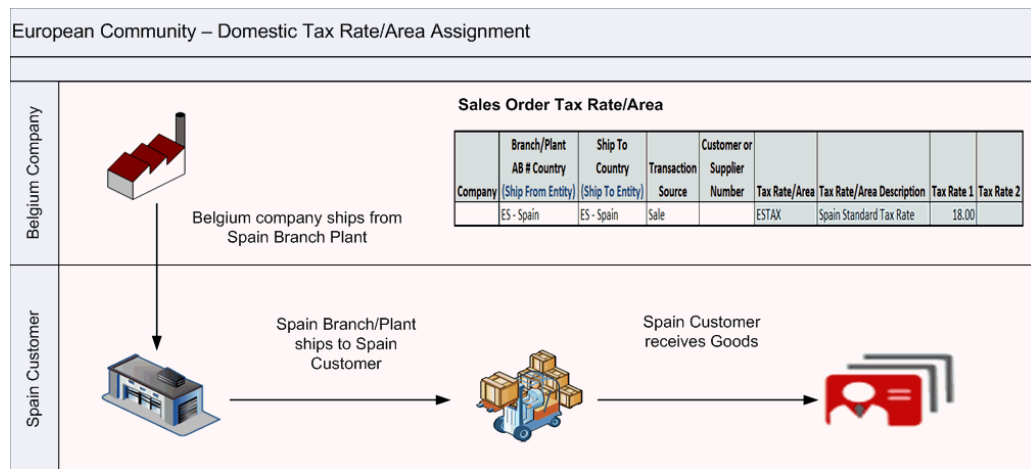 European Community – Domestic Tax Rate/Area Assignment
Belgium Company
Sales Order Tax Rate/Area
Company
Branch/Plant
AB # Country
(Ship From Entity)
Ship To
Country
(Ship To Entity)
Transaction
Source
Customer or
Supplier
Number
Tax Rate/Area
Tax Rate/Area Description
Tax Rate 1
Tax Rate 2
ES - Spain
ES - Spain
Sale
ESTAX
Spain Standard Tax Rate
18.00
Belgium company ships from
Spain Branch Plant
Spain Customer
Spain Branch/Plant
ships to Spain
Customer
Spain Customer
receives Goods